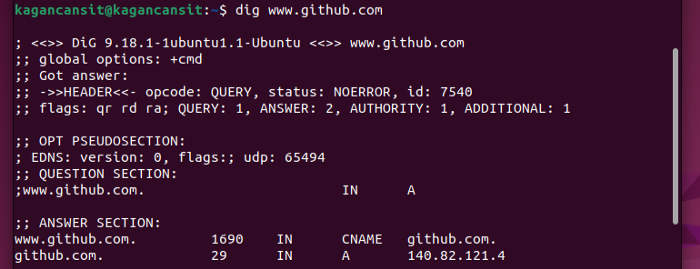 kagancansit@kagancansit:~$ dig www.github.com
; <<>> DiG 9.18.1-1ubuntu1.1-Ubuntu <<>> www.github.com
;; global options: +cmd
;; Got answer:
;; ->>HEADER<<- opcode: QUERY, status: NOERROR, id: 7540
;; flags: qr rd ra; QUERY: 1, ANSWER: 2, AUTHORITY: 1, ADDITIONAL: 1
;; OPT PSEUDOSECTION:
; EDNS: version: 0, flags:; udp: 65494
;; QUESTION SECTION:
;www.github.com. IN A
;; ANSWER SECTION:
www.github.com. 1690 IN CNAME github.com.
github.com. 29 IN A 140.82.121.4